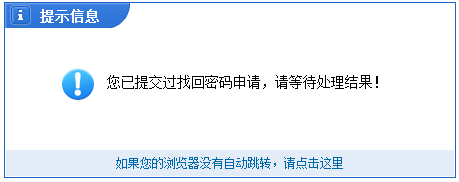 提示信息
您已提交过找回密码申请，请等待处理结果！
如果您的浏览器没有自动跳转，请点击这里